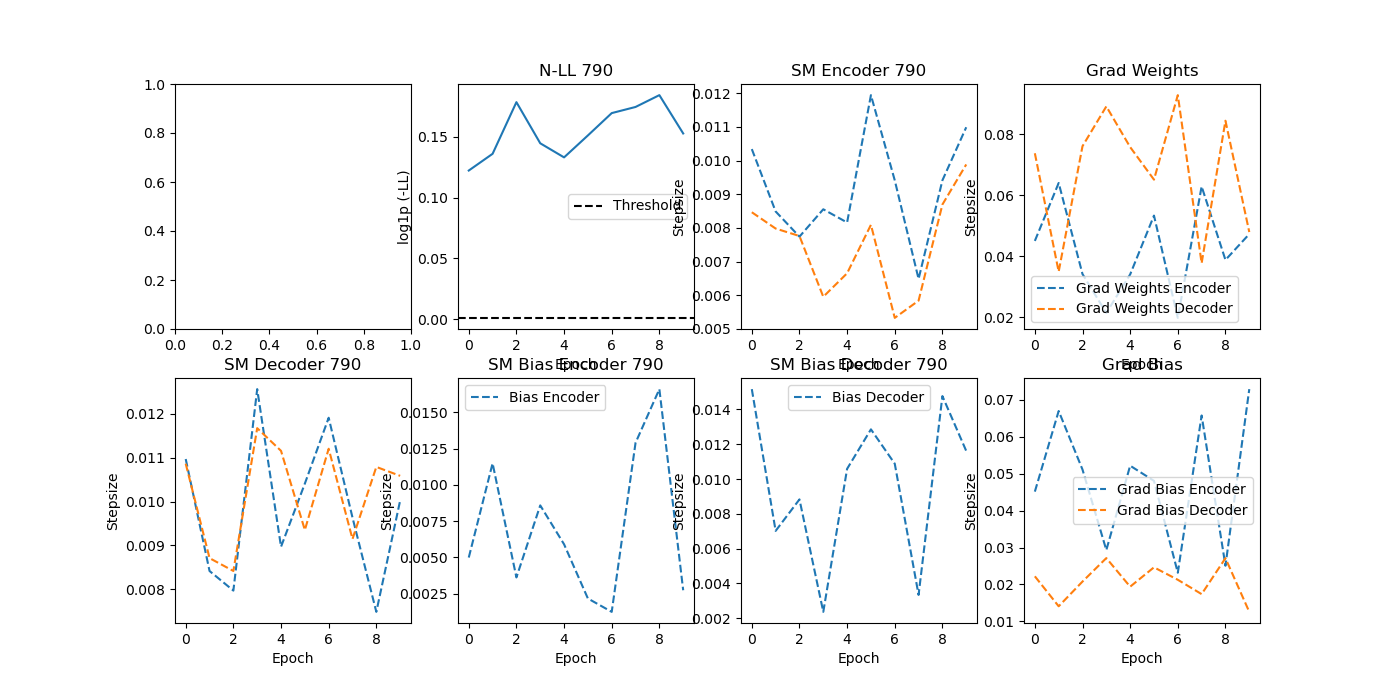 N-LL 790
SM Encoder 790
Grad Weights
1.0
0.8
0.6
0.4
0.2
0.0
0.0 0.2 0.4 0.6 0.8 1.0
log1p (-LL)
0.15
0.10
0.05
0.00
Threshold
0 2 4 6 8
Epoch
Stepsize
0.012
0.011
0.010
0.009
0.008
0.007
0.006
0.005
0 2 4 6 8
Epoch
Stepsize
0.08
0.06
0.04
0.02
Grad Weights Encoder
Grad Weights Decoder
0 2 4 6 8
Epoch
SM Decoder 790
SM Bias Encoder 790
SM Bias Decoder 790
Grad Bias
Stepsize
0.012
0.011
0.010
0.009
0.008
0 2 4 6 8
Epoch
Stepsize
0.0150
0.0125
0.0100
0.0075
0.0050
0.0025
Bias Encoder
0 2 4 6 8
Epoch
Stepsize
0.014
0.012
0.010
0.008
0.006
0.004
0.002
Bias Decoder
0 2 4 6 8
Epoch
Stepsize
0.07
0.06
0.05
0.04
0.03
0.02
0.01
Grad Bias Encoder
Grad Bias Decoder
0 2 4 6 8
Epoch